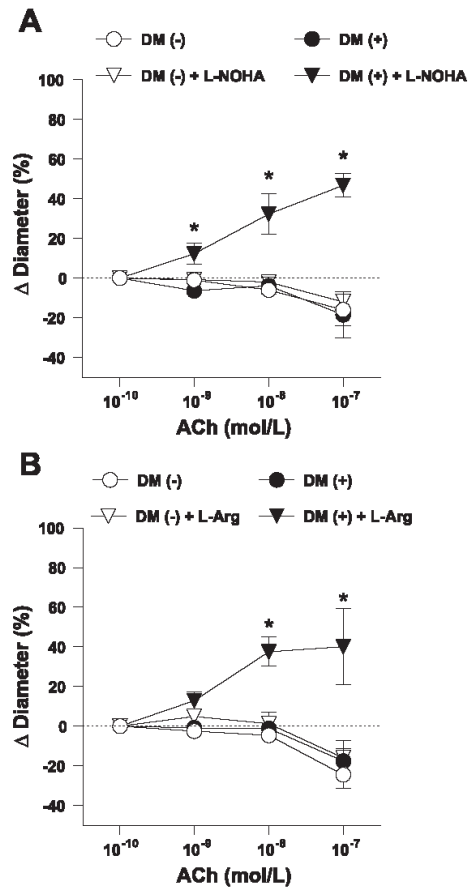 A
DM (-) DM (+)
DM (-) + L-NOHA DM (+) + L-NOHA
100
80
60
40
20
0
-20
-40
Δ Diameter (%)
* * *
10⁻¹⁰ 10⁻⁹ 10⁻⁸ 10⁻⁷
ACh (mol/L)
B
DM (-) DM (+)
DM (-) + L-Arg DM (+) + L-Arg
100
80
60
40
20
0
-20
-40
Δ Diameter (%)
* *
10⁻¹⁰ 10⁻⁹ 10⁻⁸ 10⁻⁷
ACh (mol/L)